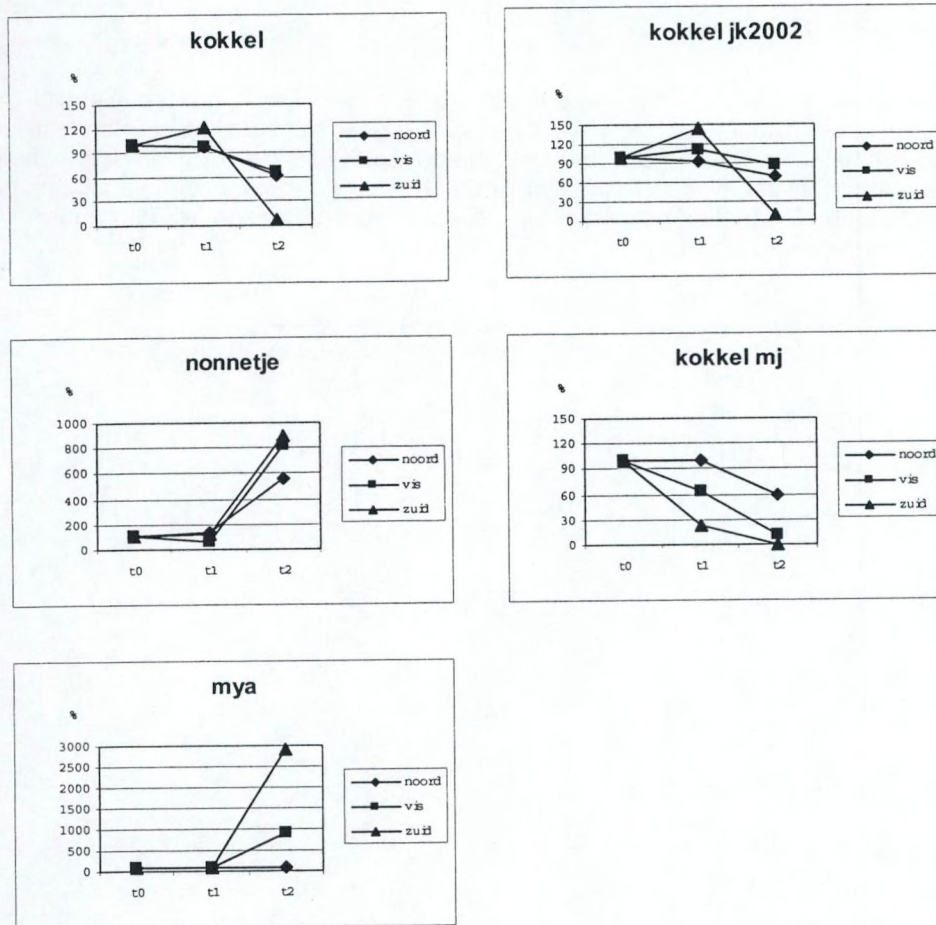 kokkel
%
150
120
90
60
30
0
t0 t1 t2
noord
vis
zuid
kokkel jk2002
%
150
120
90
60
30
0
t0 t1 t2
noord
vis
zuid
nonnetje
%
1000
800
600
400
200
0
t0 t1 t2
noord
vis
zuid
kokkel mj
%
150
120
90
60
30
0
t0 t1 t2
noord
vis
zuid
mya
%
3000
2500
2000
1500
1000
500
0
t0 t1 t2
noord
vis
zuid